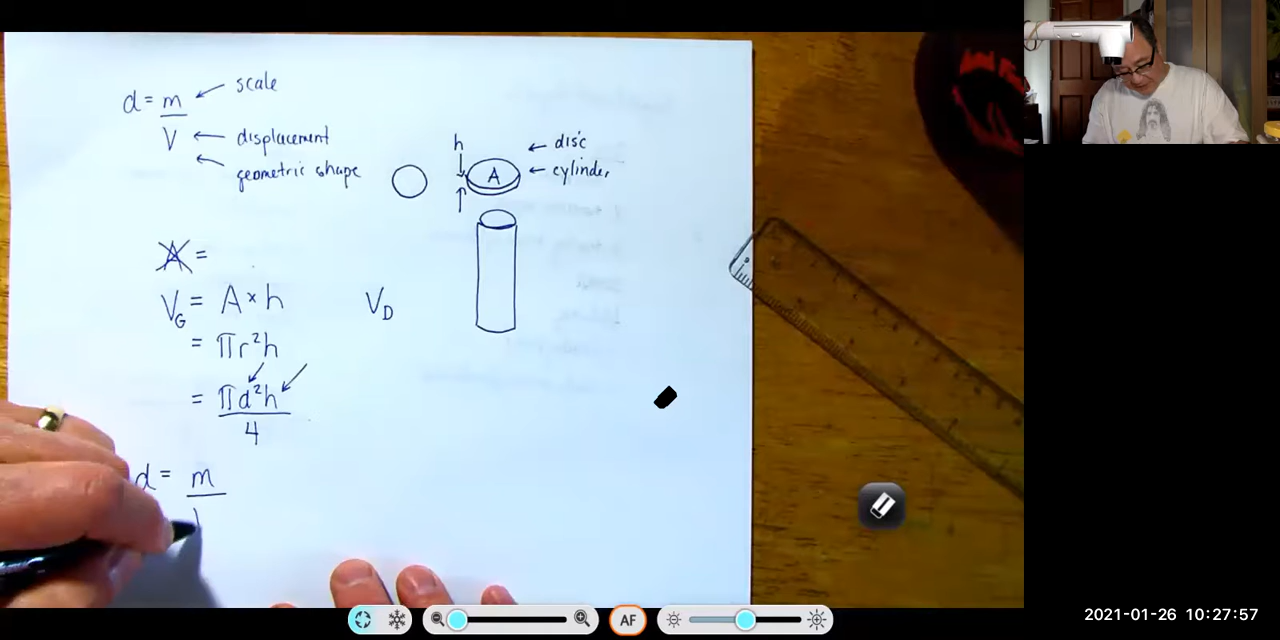 d = m ← scale
V ← displacement
← geometric shape
h
← disc
A
← cylinder
A =
V_G = A × h
V_D
= πr²h
= πd²h
4
d = m
AF
2021-01-26 10:27:57